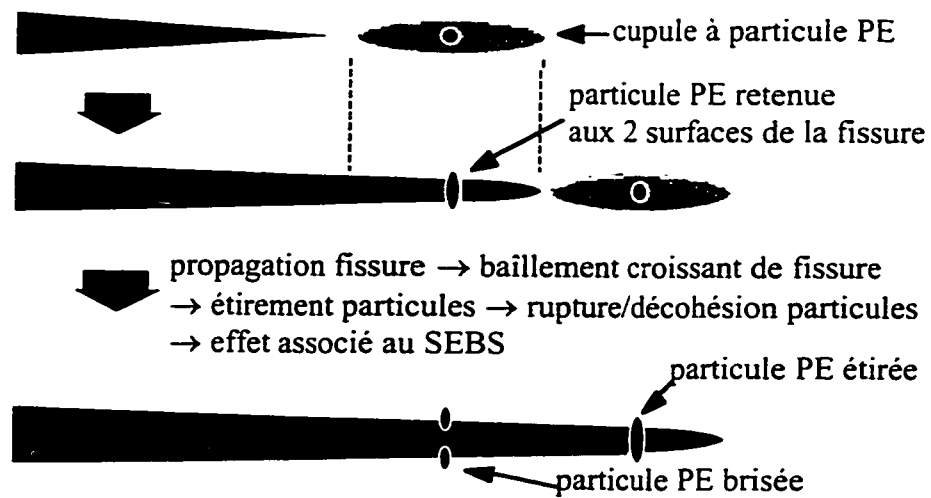 cupule à particule PE
particule PE retenue
aux 2 surfaces de la fissure
propagation fissure → baîllement croissant de fissure
→ étirement particules → rupture/décohésion particules
→ effet associé au SEBS
particule PE étirée
particule PE brisée